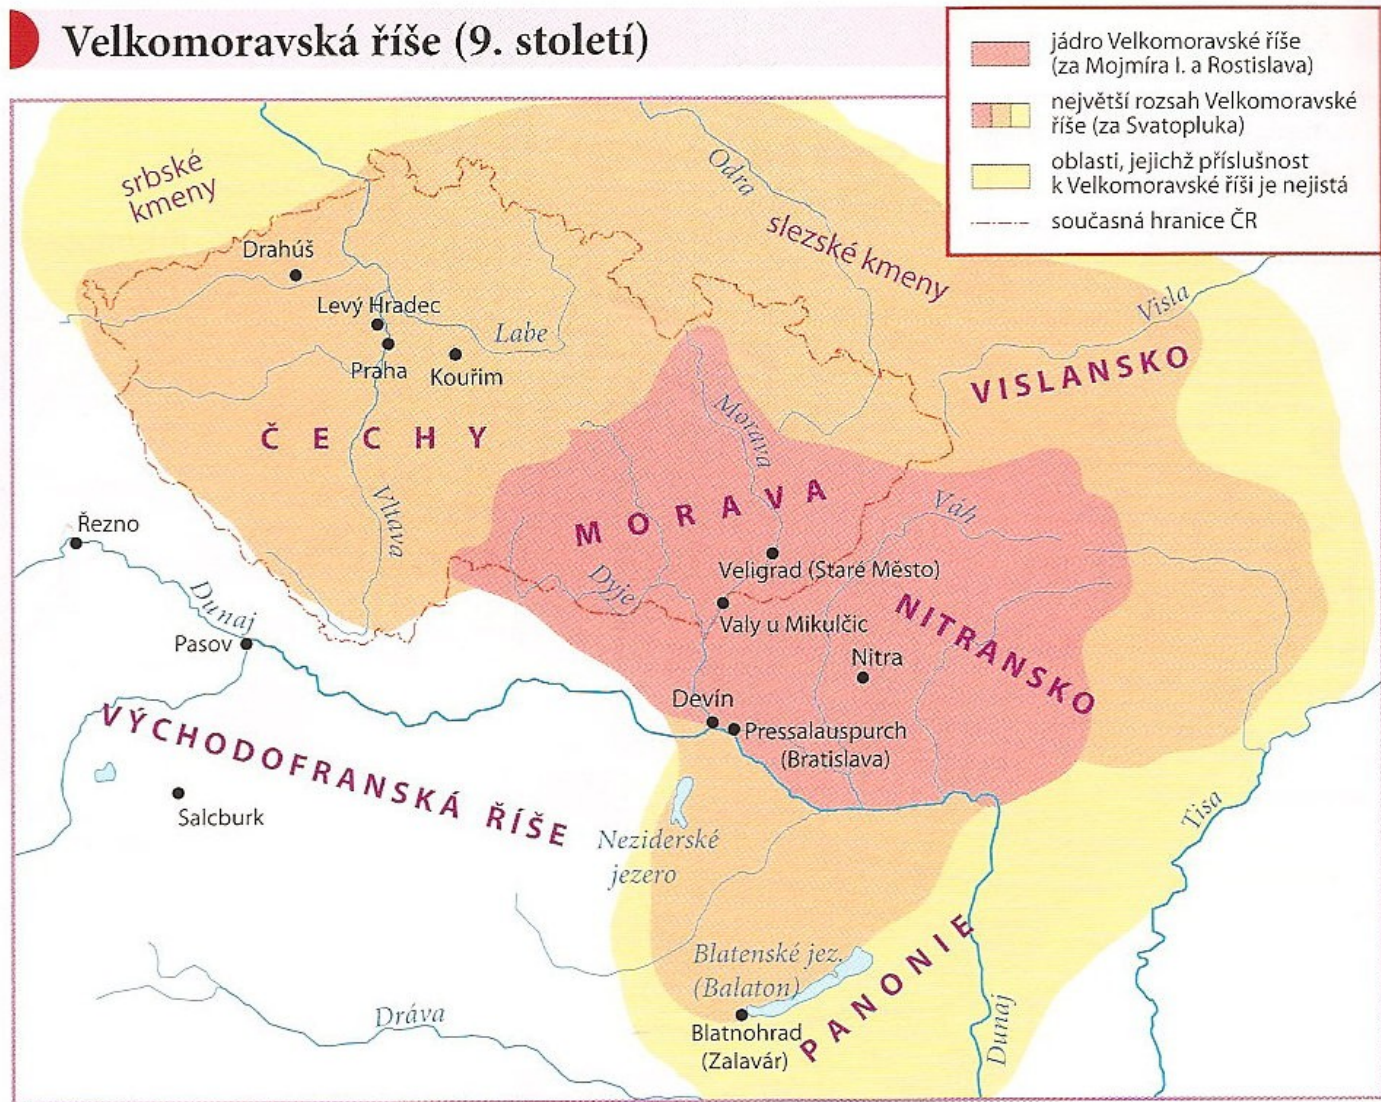 Velkomoravská říše (9. století)
jádro Velkomoravské říše
(za Mojmíra I. a Rostislava)
největší rozsah Velkomoravské
říše (za Svatopluka)
oblasti, jejichž příslušnost
k Velkomoravské říši je nejistá
současná hranice ČR
srbské
kmeny
Odra
slezské kmeny
Drahúš
Levý Hradec
Labe
Visla
Praha
Kouřim
VISLANSKO
ČECHY
Morava
MORAVA
Vltava
Váh
Řezno
Veligrad (Staré Město)
Dyje
Dunaj
Valy u Mikulčic
NITRANSKO
Pasov
Nitra
Devín
Pressalauspurch
(Bratislava)
VÝCHODOFRANSKÁ ŘÍŠE
Salcburk
Neziderské
jezero
Tisa
Blatenské jez.
(Balaton)
PANONIE
Dráva
Blatnohrad
(Zalavár)
Dunaj